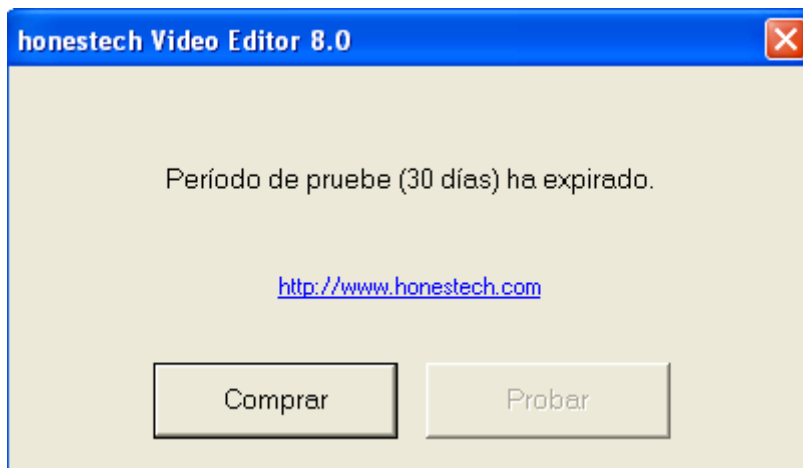 honestech Video Editor 8.0
Período de pruebe (30 días) ha expirado.
http://www.honestech.com
Comprar
Probar